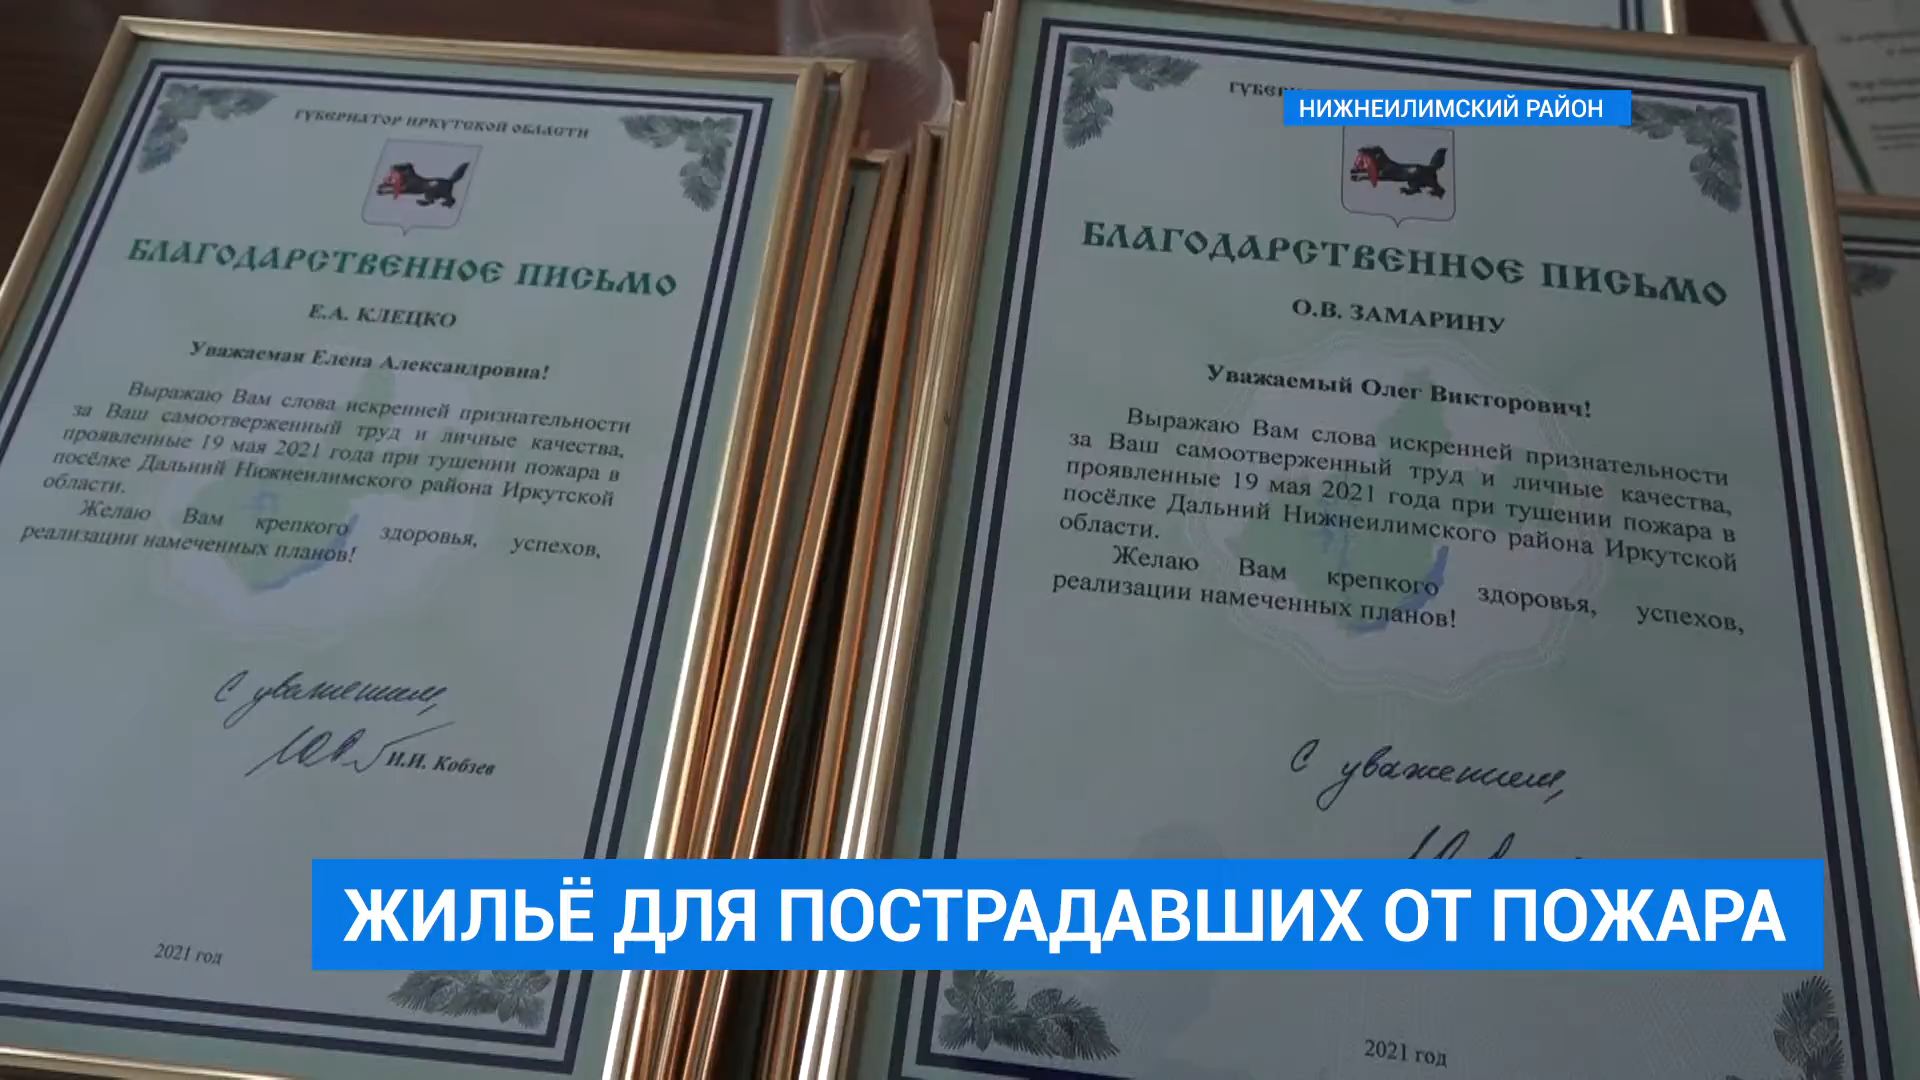 ГУБЕРНАТОР ИРКУТСКОЙ ОБЛАСТИ
БЛАГОДАРСТВЕННОЕ ПИСЬМО
Е.А. КЛЕЦКО
Уважаемая Елена Александровна!
Выражаю Вам слова искренней признательности
за Ваш самоотверженный труд и личные качества,
проявленные 19 мая 2021 года при тушении пожара в
посёлке Дальний Нижнеилимского района Иркутской
области.
Желаю Вам крепкого здоровья, успехов,
реализации намеченных планов!
С уважением,
И.И. Кобзев
2021 год
НИЖНЕИЛИМСКИЙ РАЙОН
БЛАГОДАРСТВЕННОЕ ПИСЬМО
О.В. ЗАМАРИНУ
Уважаемый Олег Викторович!
Выражаю Вам слова искренней признательности
за Ваш самоотверженный труд и личные качества,
проявленные 19 мая 2021 года при тушении пожара в
посёлке Дальний Нижнеилимского района Иркутской
области.
Желаю Вам крепкого здоровья, успехов,
реализации намеченных планов!
С уважением,
2021 год
ЖИЛЬЁ ДЛЯ ПОСТРАДАВШИХ ОТ ПОЖАРА